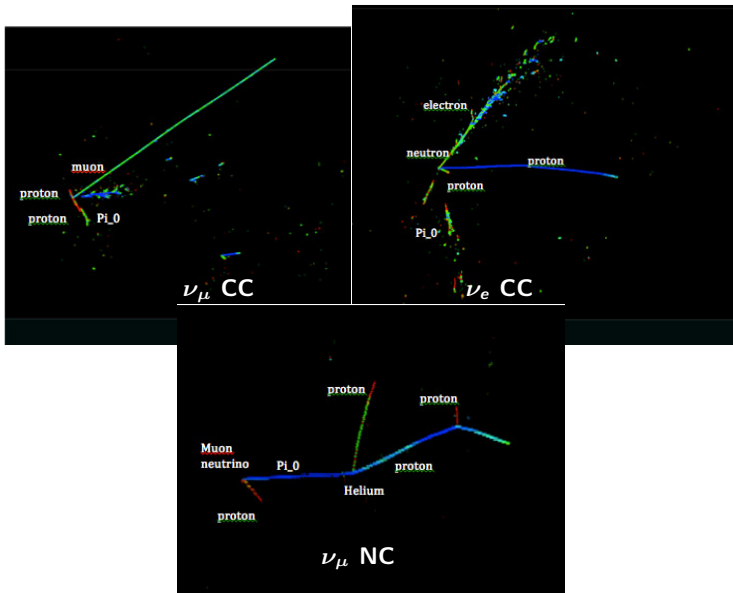 muon
proton
proton
Pi_0
ν_μ CC
electron
neutron
proton
proton
Pi_0
ν_e CC
proton
proton
Muon
neutrino
Pi_0
proton
Helium
proton
ν_μ NC